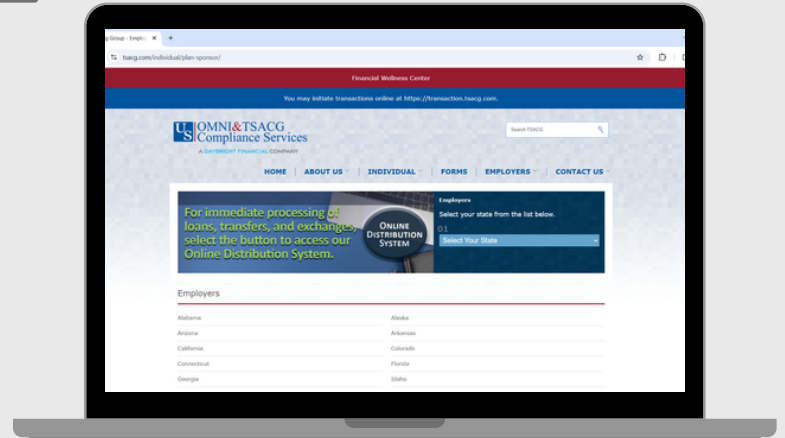 g Group - Emplo
tsacg.com/individual/plan-sponsor/
Financial Wellness Center
You may initiate transactions online at https://transaction.tsacg.com.
US OMNI&TSACG
Compliance Services
A DAYBRIGHT FINANCIAL COMPANY
Search TSACG
HOME ABOUT US INDIVIDUAL FORMS EMPLOYERS CONTACT US
For immediate processing of
loans, transfers, and exchanges,
select the button to access our
Online Distribution System.
ONLINE
DISTRIBUTION
SYSTEM
Employers
Select your state from the list below.
01
Select Your State
Employers
Alabama Alaska
Arizona Arkansas
California Colorado
Connecticut Florida
Georgia Idaho